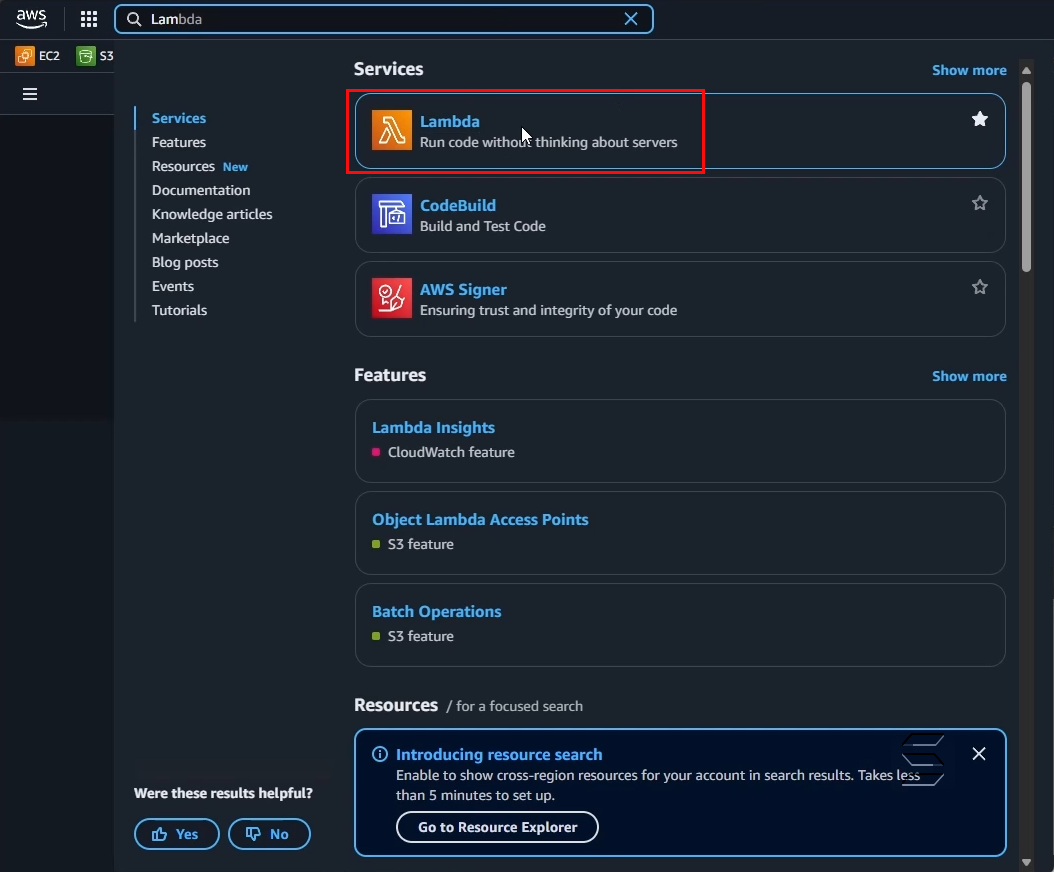 aws
Lambda
EC2
S3
Services
Show more
Services
Features
Resources New
Documentation
Knowledge articles
Marketplace
Blog posts
Events
Tutorials
Lambda
Run code without thinking about servers
CodeBuild
Build and Test Code
AWS Signer
Ensuring trust and integrity of your code
Features
Show more
Lambda Insights
CloudWatch feature
Object Lambda Access Points
S3 feature
Batch Operations
S3 feature
Resources / for a focused search
Introducing resource search
Enable to show cross-region resources for your account in search results. Takes less
than 5 minutes to set up.
Go to Resource Explorer
Were these results helpful?
Yes
No